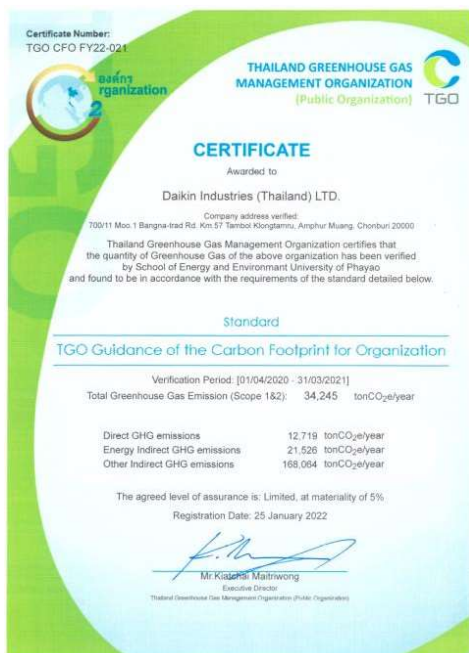 Certificate Number:
TGO CFO FY22-021
องค์กร
rganization
2
THAILAND GREENHOUSE GAS
MANAGEMENT ORGANIZATION
(Public Organization)
TGO
CERTIFICATE
Awarded to
Daikin Industries (Thailand) LTD.
Company address verified:
700/11 Moo.1 Bangna-trad Rd. Km.57 Tambol Klongtamru, Amphur Muang, Chonburi 20000
Thailand Greenhouse Gas Management Organization certifies that
the quantity of Greenhouse Gas of the above organization has been verified
by School of Energy and Environmant University of Phayao
and found to be in accordance with the requirements of the standard detailed below.
Standard
TGO Guidance of the Carbon Footprint for Organization
Verification Period: [01/04/2020 - 31/03/2021]
Total Greenhouse Gas Emission (Scope 1&2): 34,245 tonCO₂e/year
Direct GHG emissions 12,719 tonCO₂e/year
Energy Indirect GHG emissions 21,526 tonCO₂e/year
Other Indirect GHG emissions 168,064 tonCO₂e/year
The agreed level of assurance is: Limited, at materiality of 5%
Registration Date: 25 January 2022
Mr.Kiatchai Maitriwong
Executive Director
Thailand Greenhouse Gas Management Organization (Public Organization)